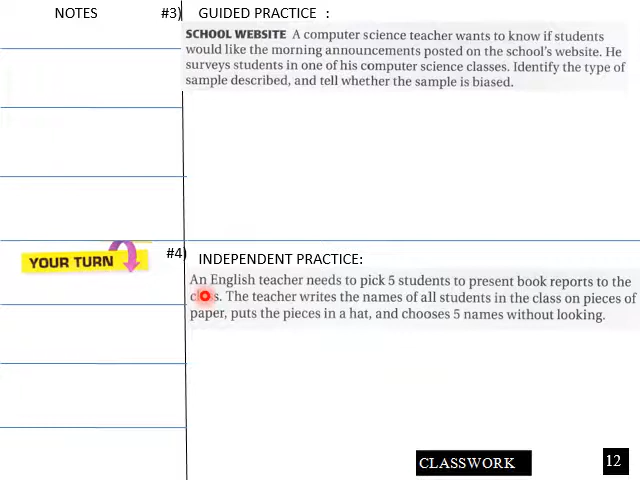 NOTES #3) GUIDED PRACTICE :
SCHOOL WEBSITE A computer science teacher wants to know if students
would like the morning announcements posted on the school's website. He
surveys students in one of his computer science classes. Identify the type of
sample described, and tell whether the sample is biased.
YOUR TURN #4) INDEPENDENT PRACTICE:
An English teacher needs to pick 5 students to present book reports to the
class. The teacher writes the names of all students in the class on pieces of
paper, puts the pieces in a hat, and chooses 5 names without looking.
CLASSWORK 12